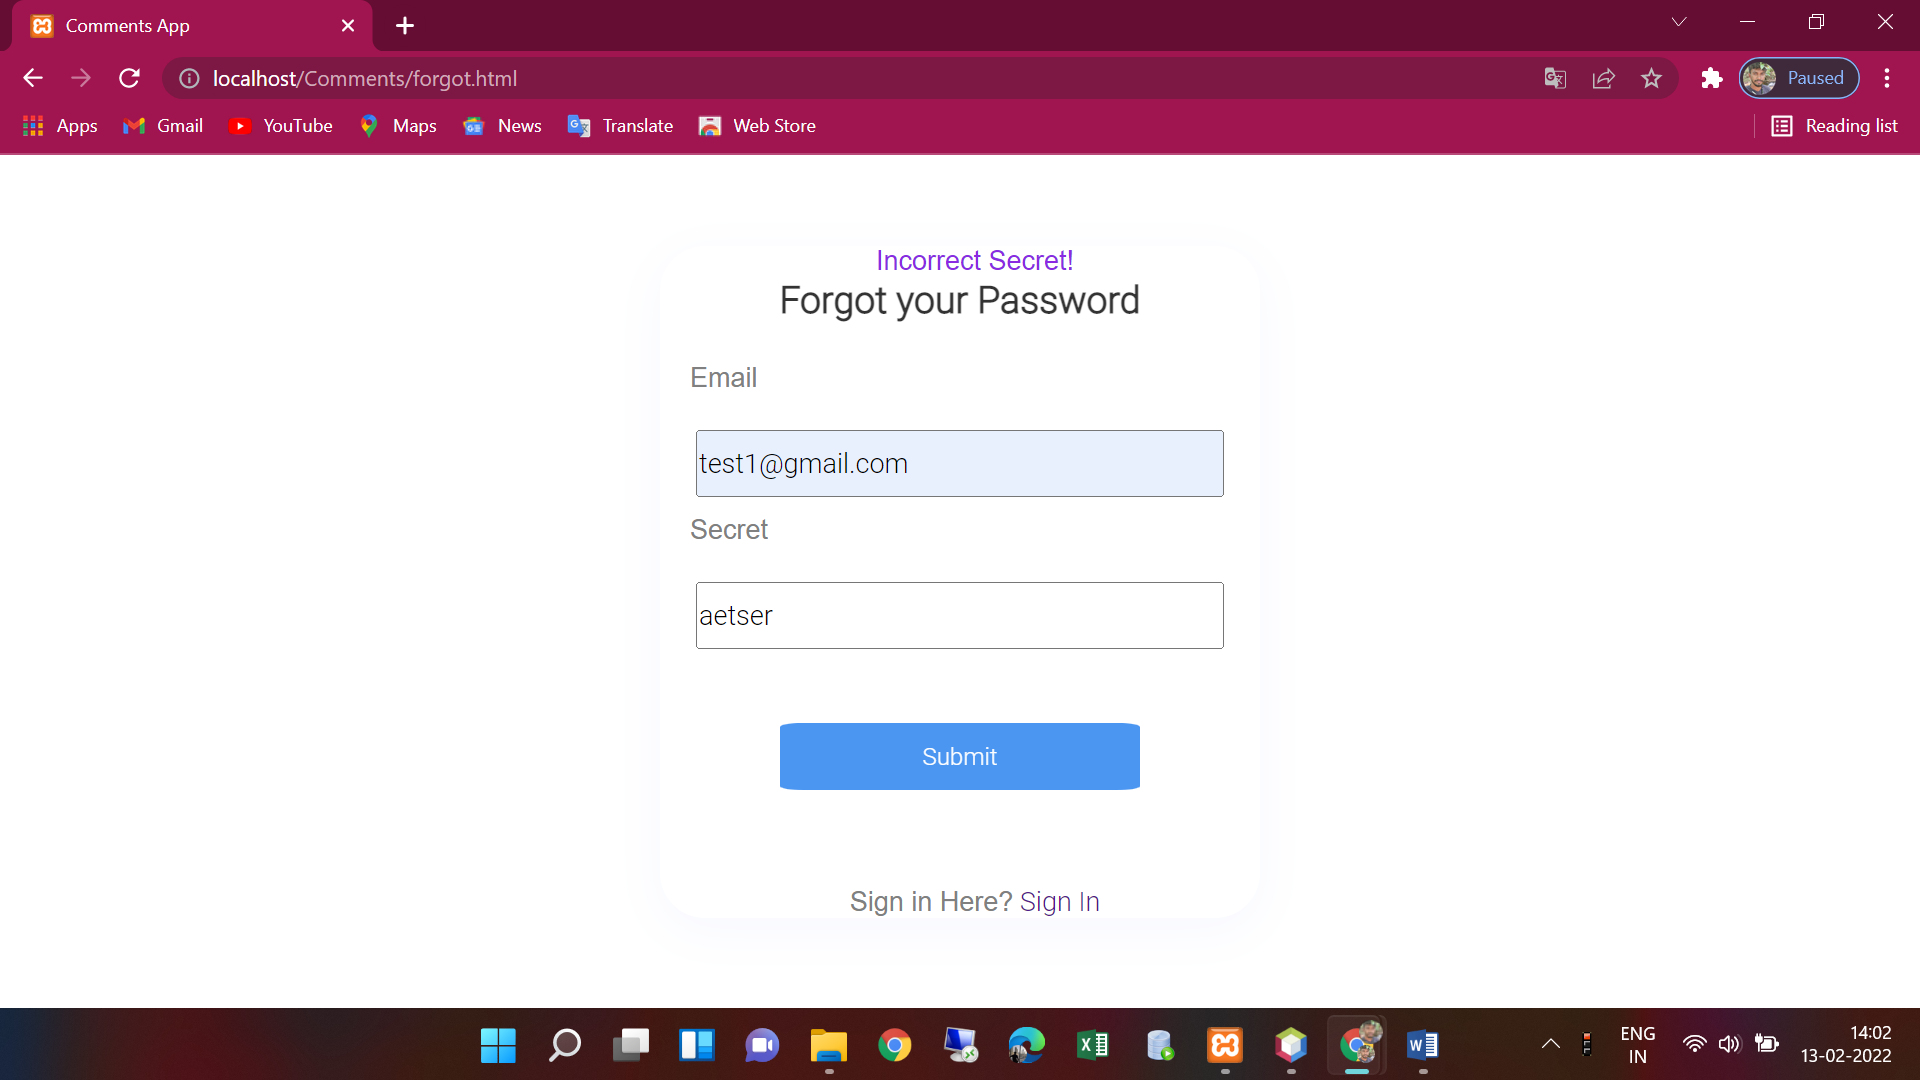 Comments App
localhost/Comments/forgot.html
Paused
Apps Gmail YouTube Maps News Translate Web Store Reading list
Incorrect Secret!
Forgot your Password
Email
test1@gmail.com
Secret
aetser
Submit
Sign in Here? Sign In
ENG
IN
14:02
13-02-2022